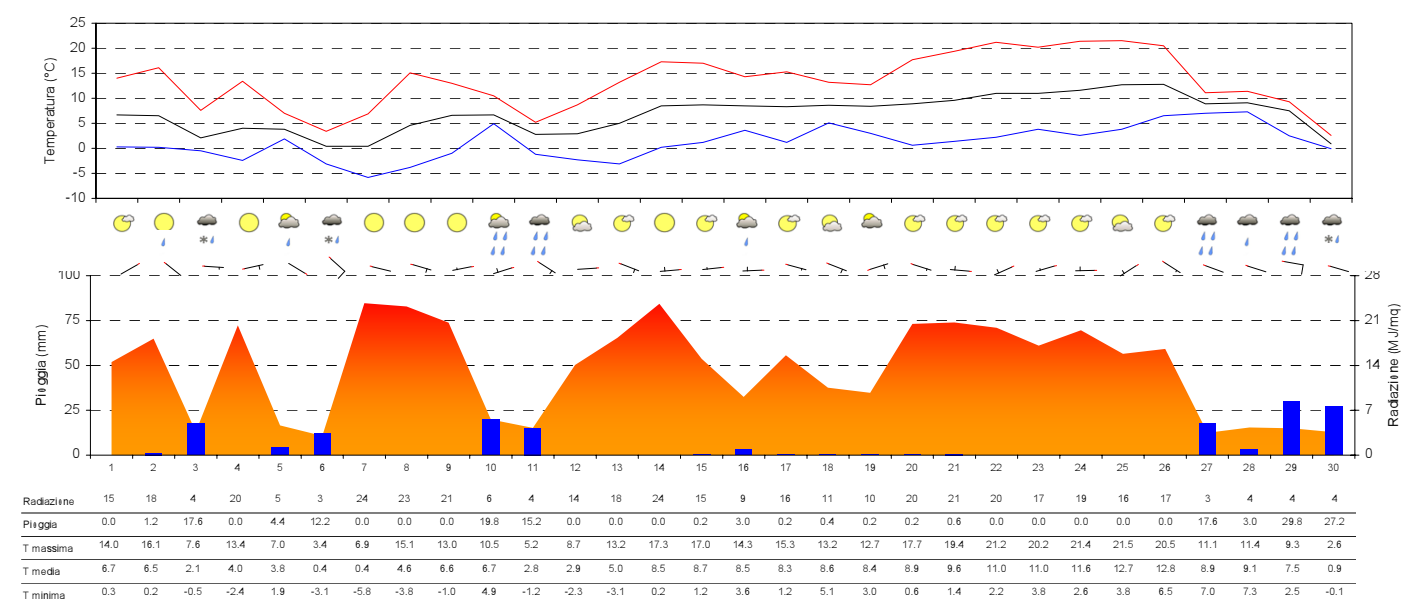 25
20
15
10
5
0
-5
-10
Temperatura (°C)
100
75
50
25
0
Pioggia (mm)
28
21
14
7
0
Radiazione (MJ/mq)
1 2 3 4 5 6 7 8 9 10 11 12 13 14 15 16 17 18 19 20 21 22 23 24 25 26 27 28 29 30
Radiazione 15 18 4 20 5 3 24 23 21 6 4 14 18 24 15 9 16 11 10 20 21 20 17 19 16 17 3 4 4 4
Pioggia 0.0 1.2 17.6 0.0 4.4 12.2 0.0 0.0 0.0 19.8 15.2 0.0 0.0 0.0 0.2 3.0 0.2 0.4 0.2 0.2 0.6 0.0 0.0 0.0 0.0 0.0 17.6 3.0 29.8 27.2
T massima 14.0 16.1 7.6 13.4 7.0 3.4 6.9 15.1 13.0 10.5 5.2 8.7 13.2 17.3 17.0 14.3 15.3 13.2 12.7 17.7 19.4 21.2 20.2 21.4 21.5 20.5 11.1 11.4 9.3 2.6
T media 6.7 6.5 2.1 4.0 3.8 0.4 0.4 4.6 6.6 6.7 2.8 2.9 5.0 8.5 8.7 8.5 8.3 8.6 8.4 8.9 9.6 11.0 11.0 11.6 12.7 12.8 8.9 9.1 7.5 0.9
T minima 0.3 0.2 -0.5 -2.4 1.9 -3.1 -5.8 -3.8 -1.0 4.9 -1.2 -2.3 -3.1 0.2 1.2 3.6 1.2 5.1 3.0 0.6 1.4 2.2 3.8 2.6 3.8 6.5 7.0 7.3 2.5 -0.1